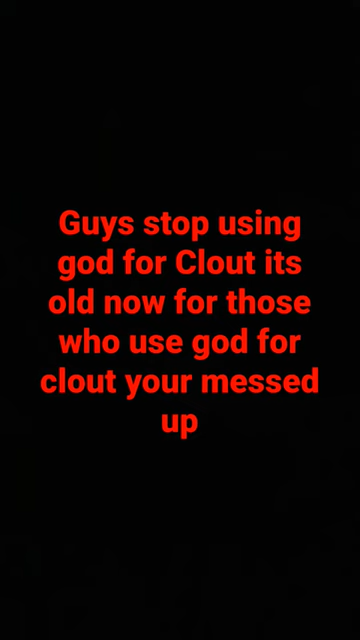 Guys stop using
god for Clout its
old now for those
who use god for
clout your messed
up